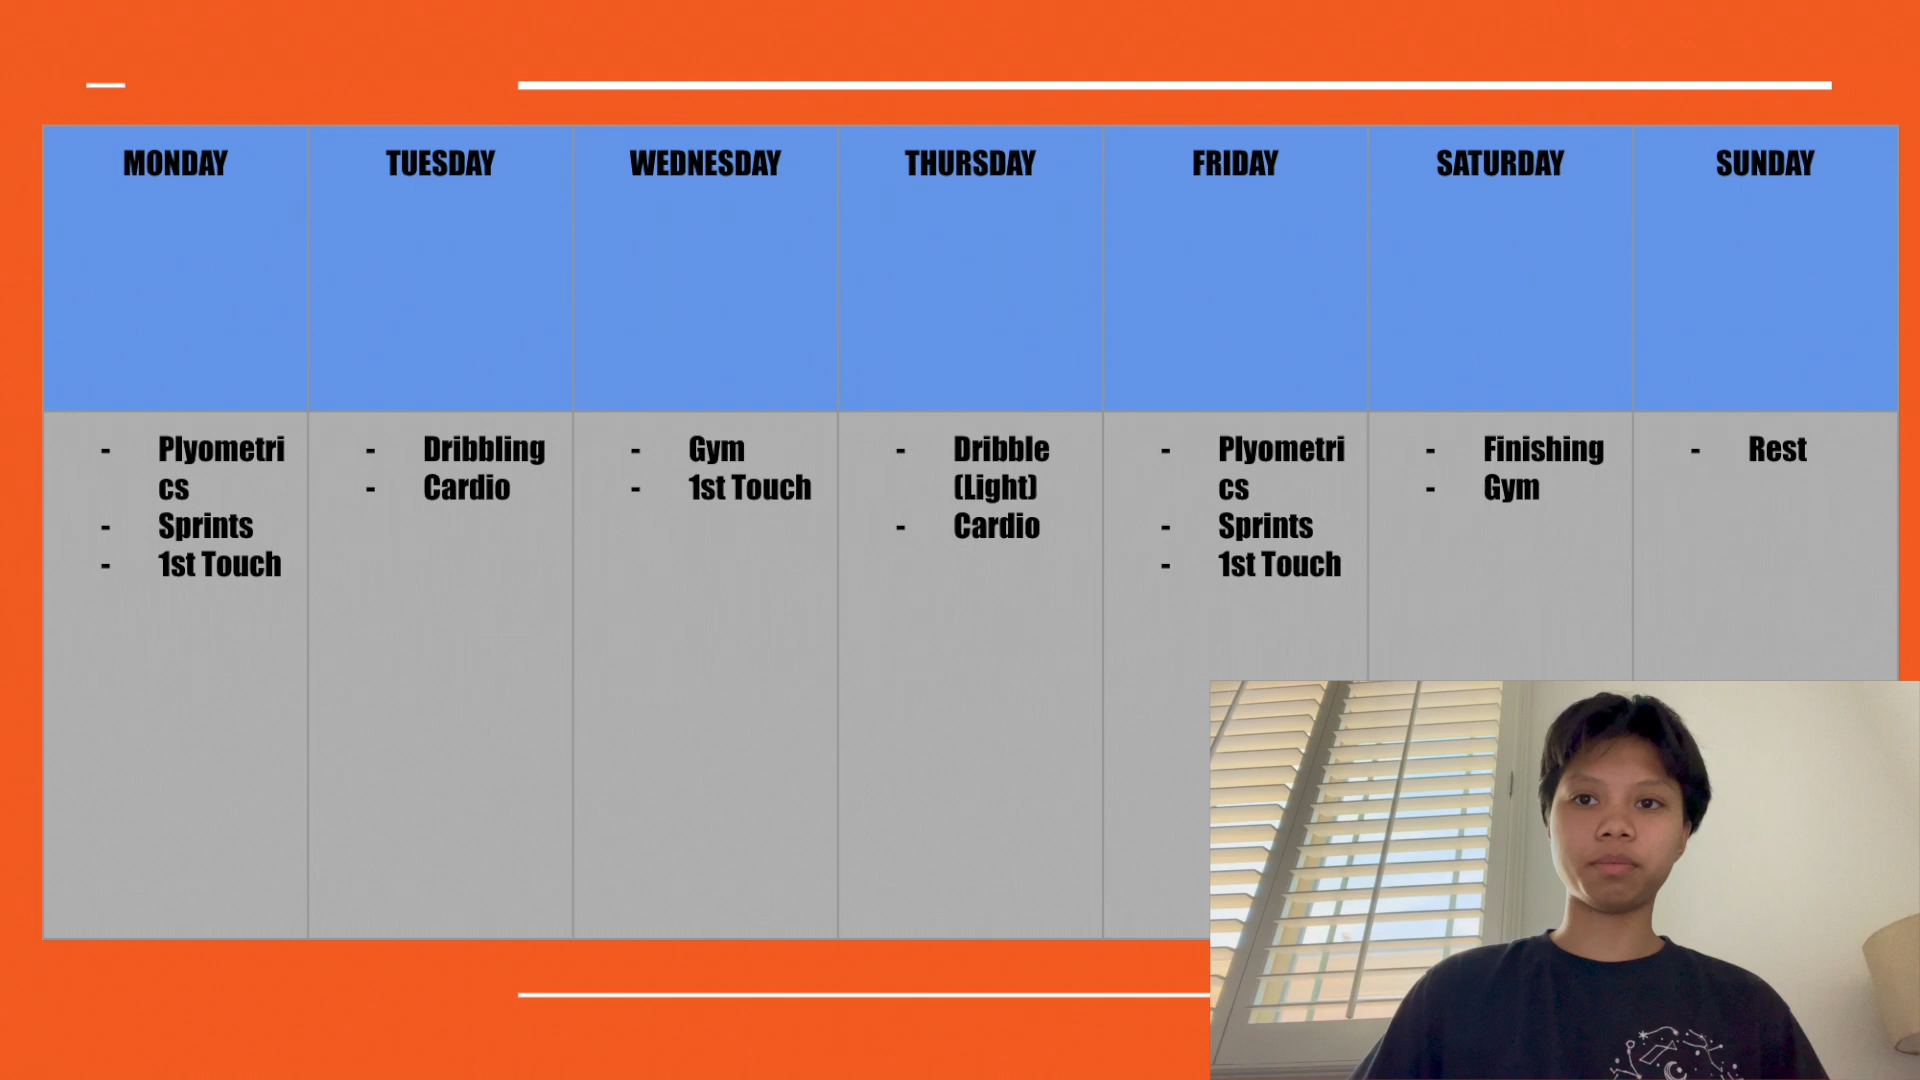 MONDAY
TUESDAY
WEDNESDAY
THURSDAY
FRIDAY
SATURDAY
SUNDAY
- Plyometri
cs
- Sprints
- 1st Touch
- Dribbling
- Cardio
- Gym
- 1st Touch
- Dribble
(Light)
- Cardio
- Plyometri
cs
- Sprints
- 1st Touch
- Finishing
- Gym
- Rest